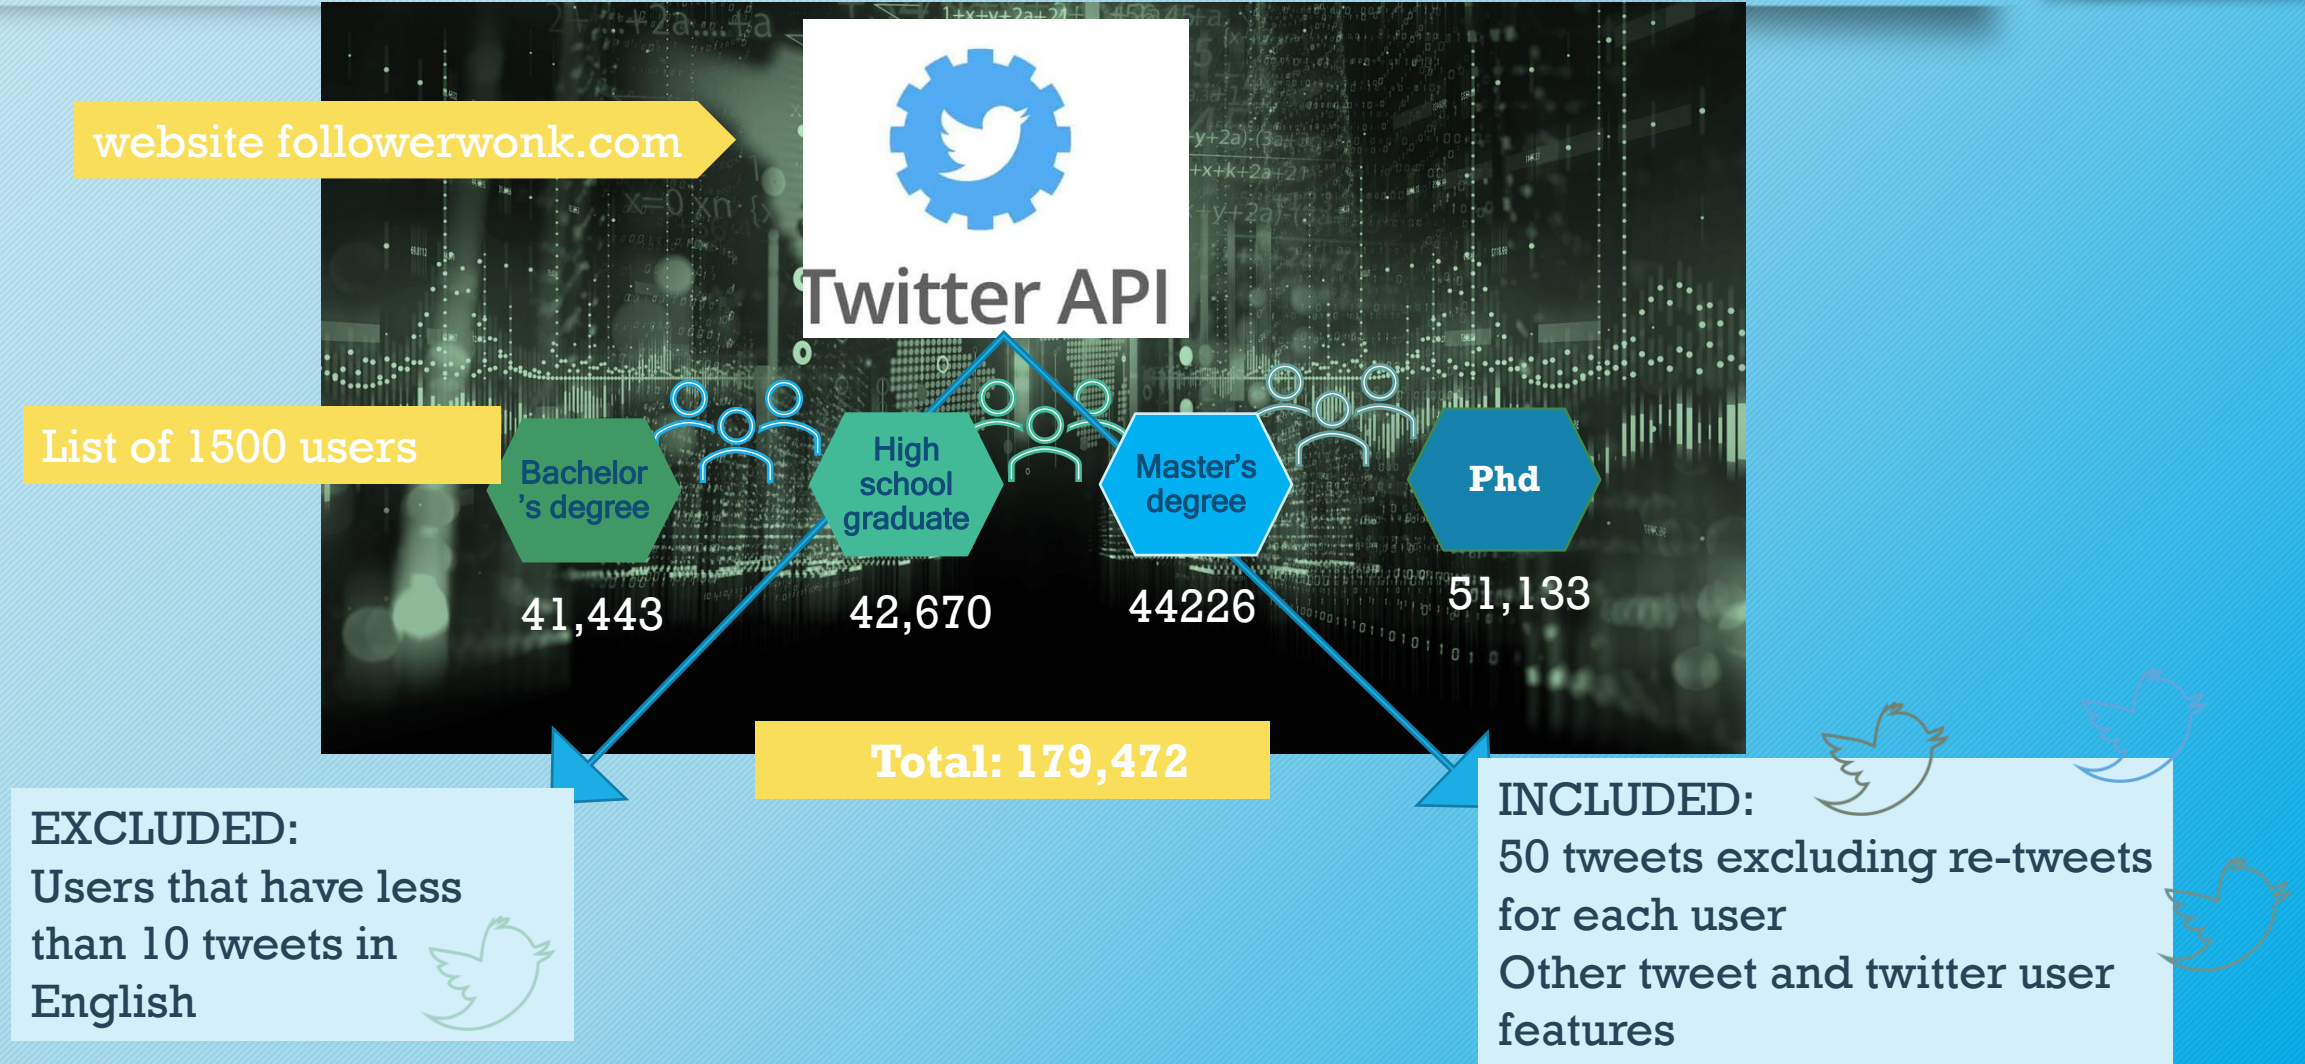 website followerwonk.com
Twitter API
List of 1500 users
Bachelor
's degree
High
school
graduate
Master's
degree
Phd
41,443
42,670
44226
51,133
Total: 179,472
EXCLUDED:
Users that have less
than 10 tweets in
English
INCLUDED:
50 tweets excluding re-tweets
for each user
Other tweet and twitter user
features